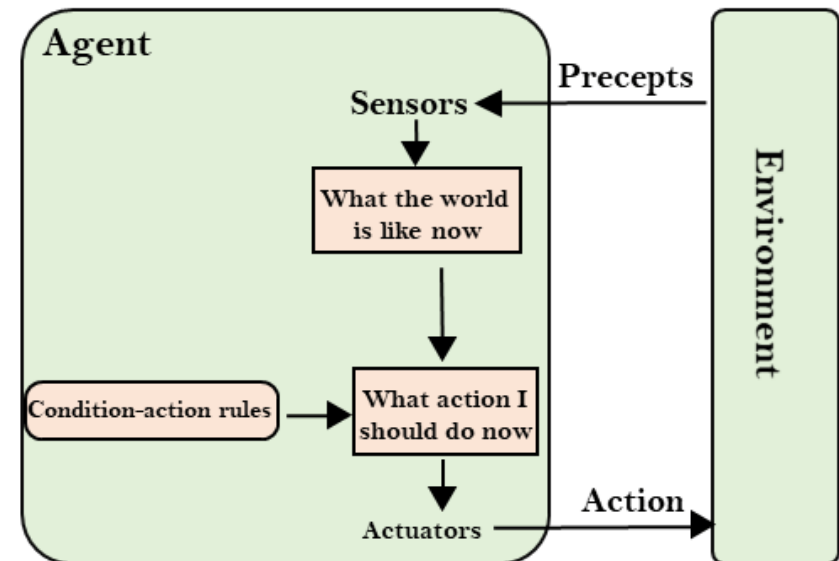 Agent
Precepts
Sensors
What the world
is like now
Environment
Condition-action rules
What action I
should do now
Action
Actuators